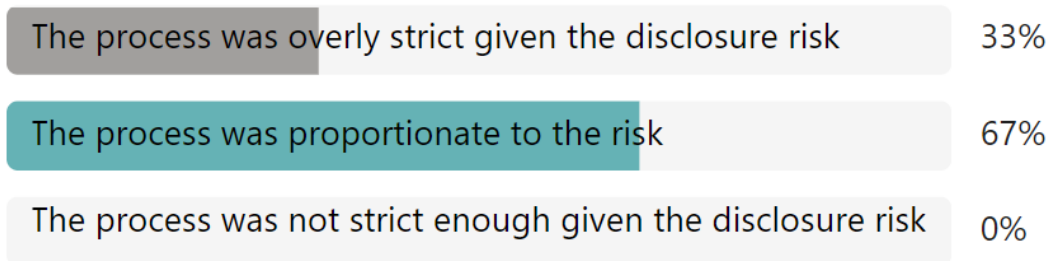 The process was overly strict given the disclosure risk 33%
The process was proportionate to the risk 67%
The process was not strict enough given the disclosure risk 0%